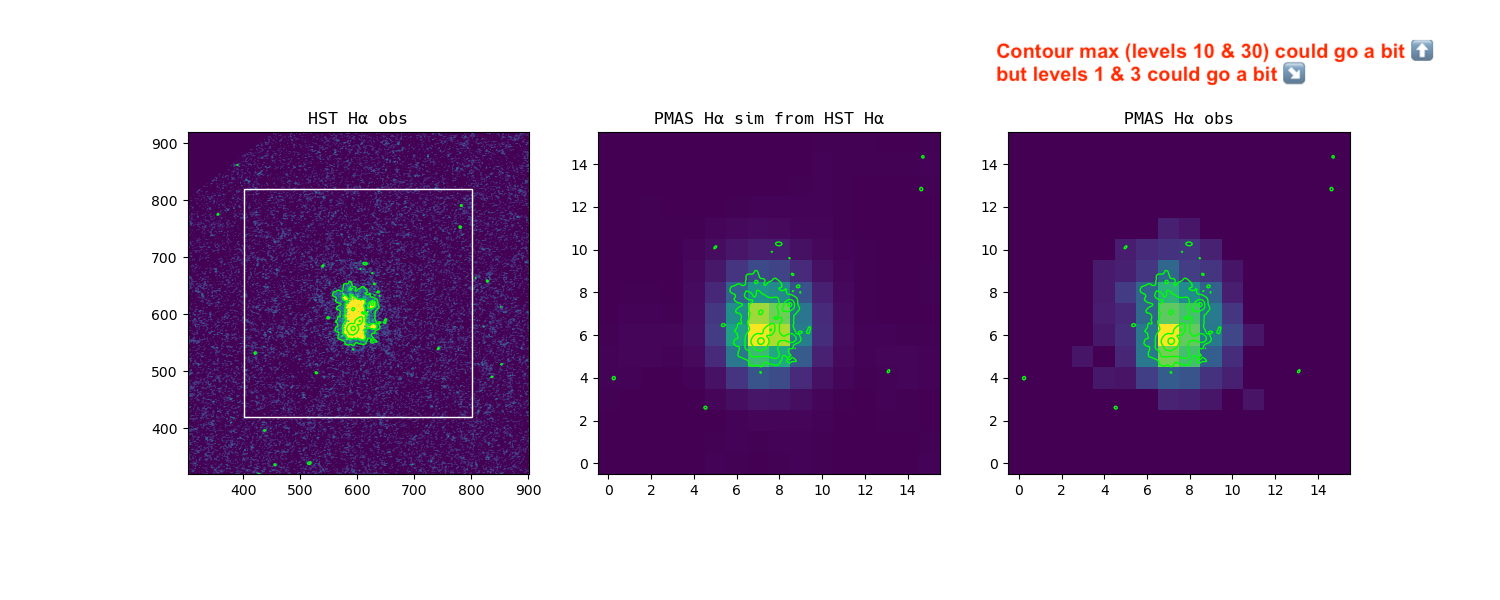 Contour max (levels 10 & 30) could go a bit ⬆️
but levels 1 & 3 could go a bit ↘️
HST Hα obs
PMAS Hα sim from HST Hα
PMAS Hα obs
900
800
700
600
500
400
400 500 600 700 800 900
14
12
10
8
6
4
2
0
0 2 4 6 8 10 12 14
14
12
10
8
6
4
2
0
0 2 4 6 8 10 12 14